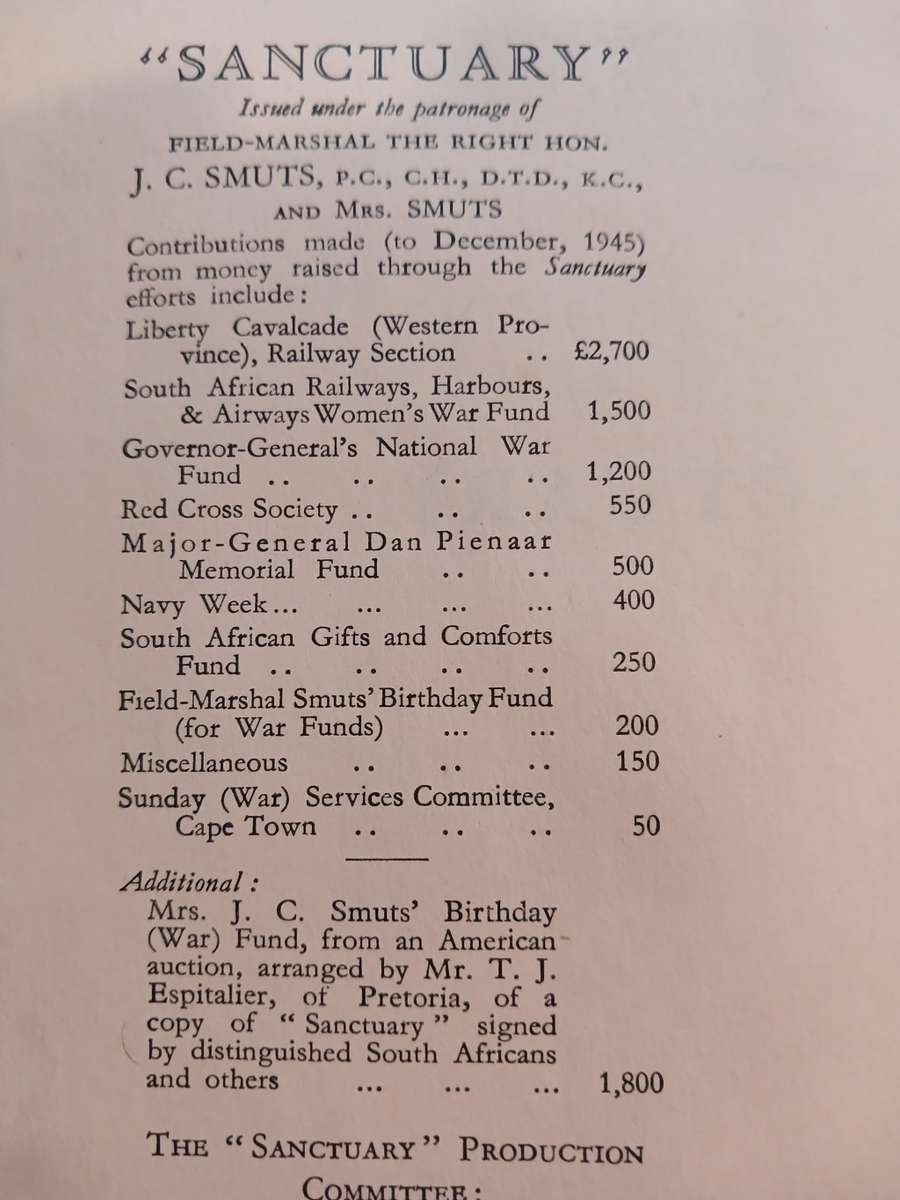 “SANCTUARY”
Issued under the patronage of
FIELD-MARSHAL THE RIGHT HON.
J. C. SMUTS, P.C., C.H., D.T.D., K.C.,
AND MRS. SMUTS
Contributions made (to December, 1945)
from money raised through the Sanctuary
efforts include:
Liberty Cavalcade (Western Pro-
vince), Railway Section .. £2,700
South African Railways, Harbours,
& Airways Women’s War Fund 1,500
Governor-General’s National War
Fund .. .. .. .. 1,200
Red Cross Society .. .. .. 550
Major-General Dan Pienaar
Memorial Fund .. .. 500
Navy Week ... ... ... ... 400
South African Gifts and Comforts
Fund .. .. .. .. 250
Field-Marshal Smuts’ Birthday Fund
(for War Funds) ... ... 200
Miscellaneous .. .. .. 150
Sunday (War) Services Committee,
Cape Town .. .. .. 50
Additional:
Mrs. J. C. Smuts’ Birthday
(War) Fund, from an American
auction, arranged by Mr. T. J.
Espitalier, of Pretoria, of a
copy of “Sanctuary” signed
by distinguished South Africans
and others ... ... ... 1,800
THE “SANCTUARY” PRODUCTION
COMMITTEE: